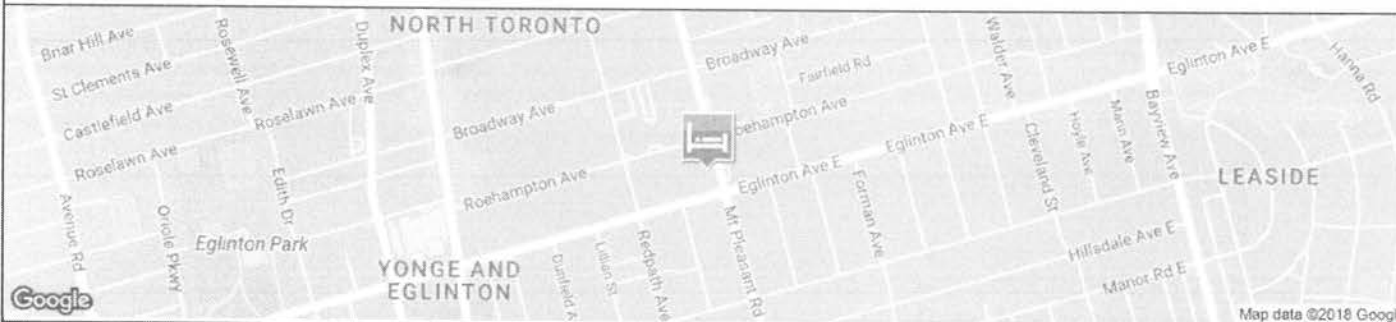 NORTH TORONTO
Briar Hill Ave
St Clements Ave
Castlefield Ave
Roselawn Ave
Rosewell Ave
Roselawn Ave
Duplex Ave
Edith Dr
Oriole Pkwy
Avenue Rd
Eglinton Park
YONGE AND
EGLINTON
Broadway Ave
Roehampton Ave
Broadway Ave
Fairfield Rd
oehampton Ave
Eglinton Ave E
Eglinton Ave E
Eglinton Ave E
Dunfield A
Lillian St
Redpath Ave
Mt Pleasant Rd
Forman Ave
Walder Ave
Cleveland St
Hoyle Ave
Mann Ave
Bayview Ave
Hanna Rd
LEASIDE
Hillsdale Ave E
Manor Rd E
Google
Map data ©2018 Googl